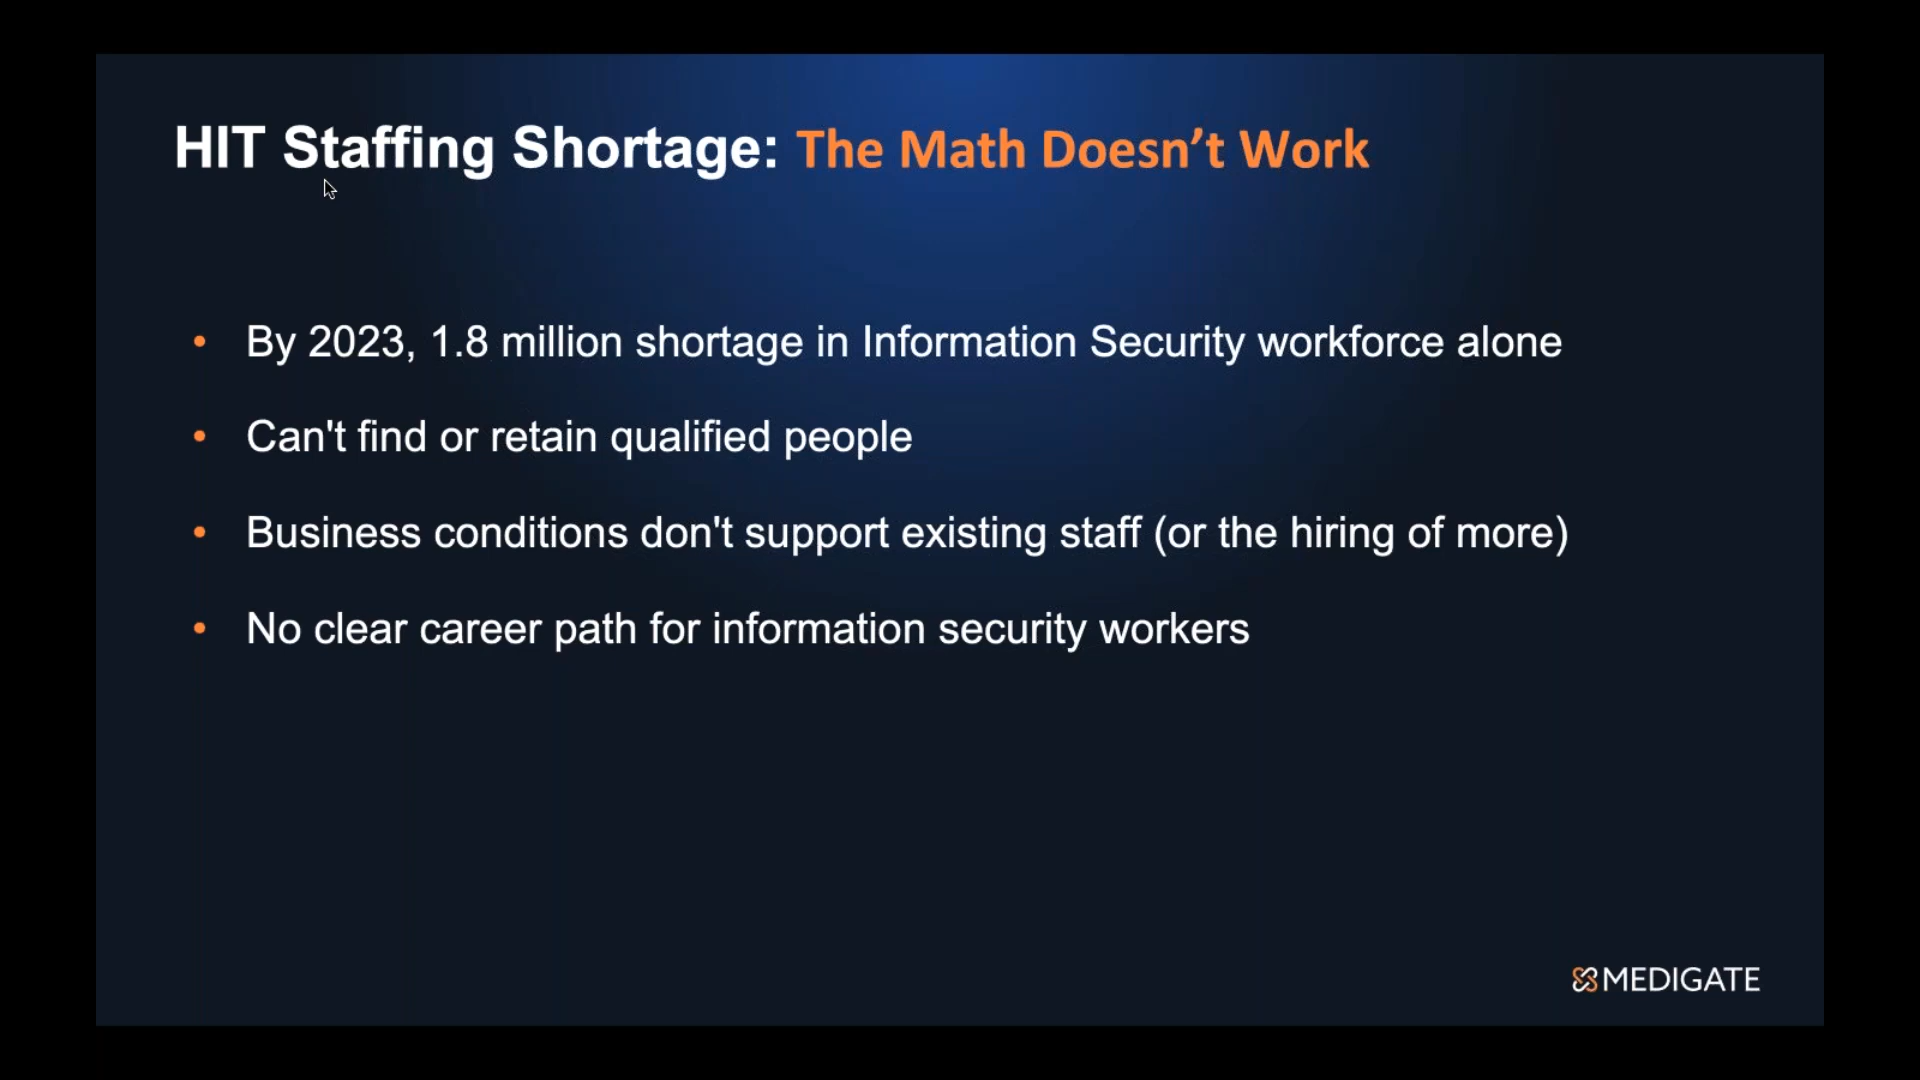 HIT Staffing Shortage: The Math Doesn’t Work
• By 2023, 1.8 million shortage in Information Security workforce alone
• Can't find or retain qualified people
• Business conditions don't support existing staff (or the hiring of more)
• No clear career path for information security workers
MEDIGATE